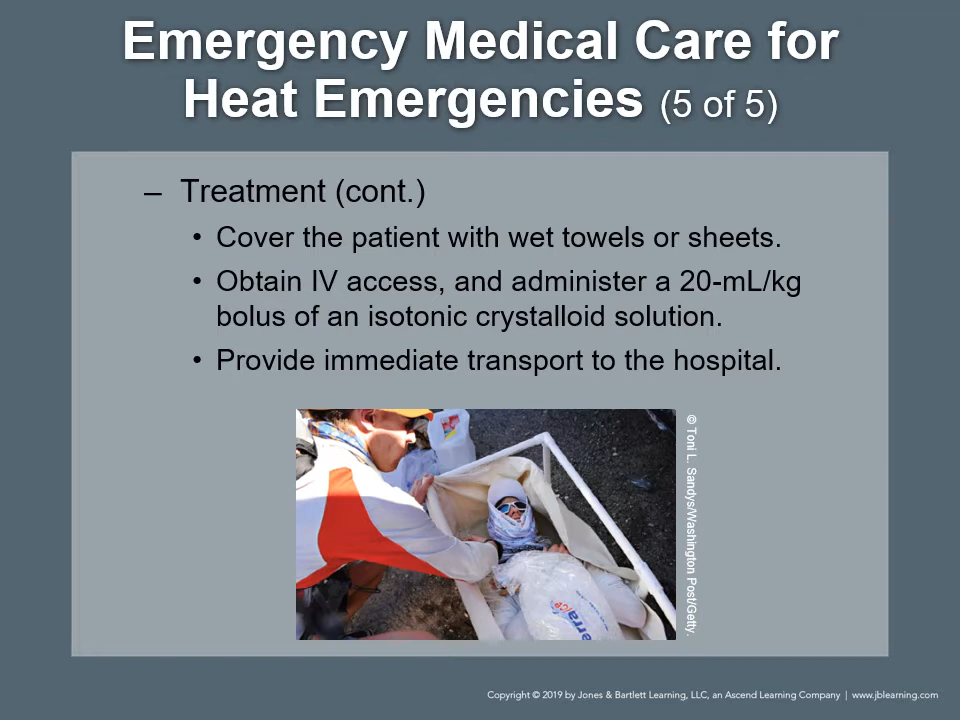 Emergency Medical Care for
Heat Emergencies (5 of 5)
– Treatment (cont.)
• Cover the patient with wet towels or sheets.
• Obtain IV access, and administer a 20-mL/kg
bolus of an isotonic crystalloid solution.
• Provide immediate transport to the hospital.
© Toni L. Sandys/Washington Post/Getty.
Copyright © 2019 by Jones & Bartlett Learning, LLC, an Ascend Learning Company | www.jblearning.com